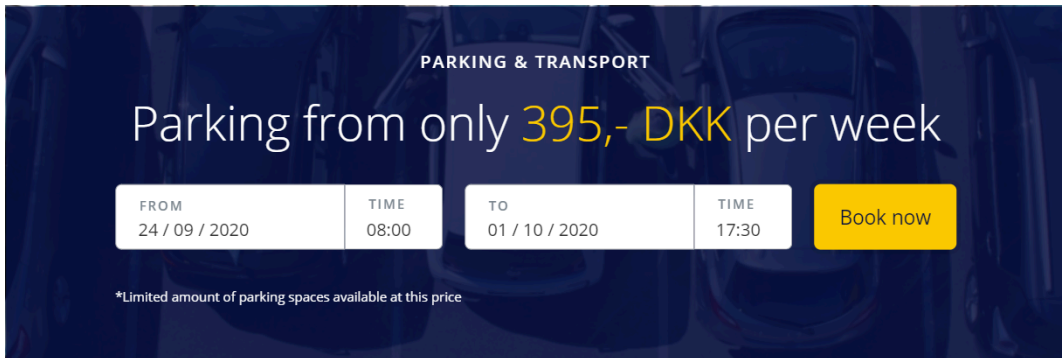 PARKING & TRANSPORT
Parking from only 395,- DKK per week
FROM TIME TO TIME
24 / 09 / 2020 08:00 01 / 10 / 2020 17:30 Book now
*Limited amount of parking spaces available at this price